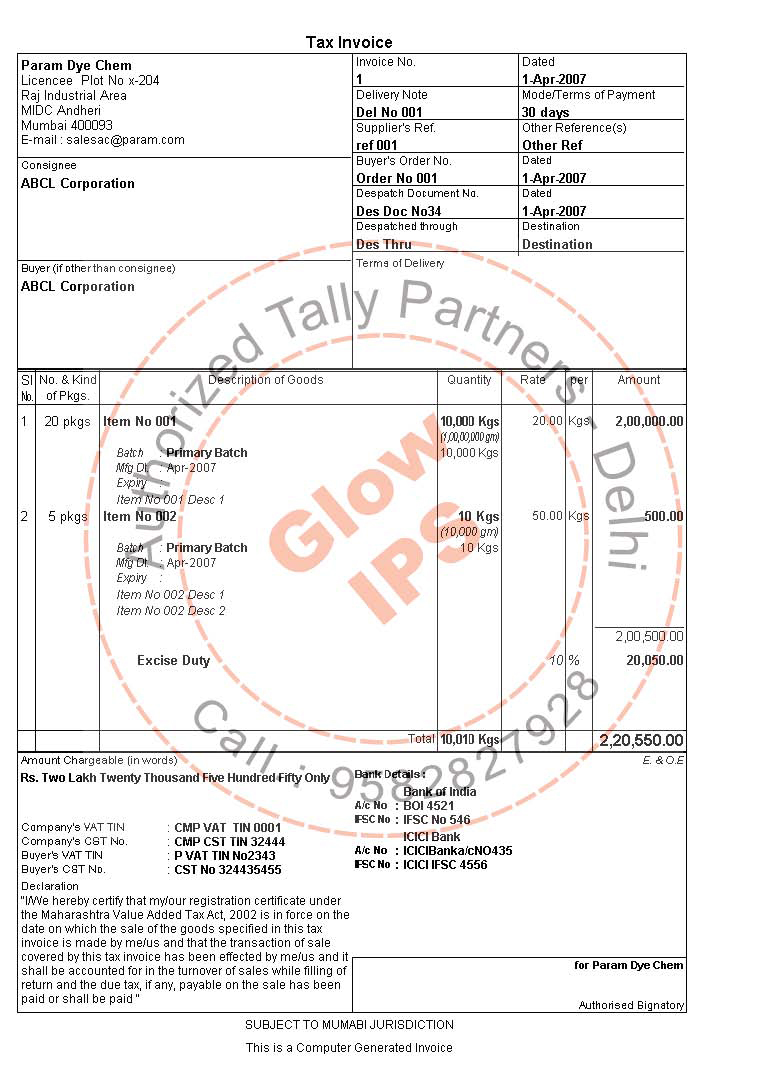 Tax Invoice
Param Dye Chem
Licencee Plot No x-204
Raj Industrial Area
MIDC Andheri
Mumbai 400093
E-mail : salesac@param.com
Invoice No.
1
Dated
1-Apr-2007
Delivery Note
Del No 001
Mode/Terms of Payment
30 days
Supplier's Ref.
ref 001
Other Reference(s)
Other Ref
Buyer's Order No.
Order No 001
Dated
1-Apr-2007
Despatch Document No.
Des Doc No34
Dated
1-Apr-2007
Despatched through
Des Thru
Destination
Destination
Terms of Delivery
Consignee
ABCL Corporation
Buyer (if other than consignee)
ABCL Corporation
Sl No. No. & Kind of Pkgs. Description of Goods Quantity Rate per Amount
1 20 pkgs Item No 001 10,000 Kgs 20.00 Kgs 2,00,000.00
(1,00,00,000 gm)
Batch : Primary Batch 10,000 Kgs
Mfg Dt. : Apr-2007
Expiry :
Item No 001 Desc 1
2 5 pkgs Item No 002 10 Kgs 50.00 Kgs 500.00
(10,000 gm)
Batch : Primary Batch 10 Kgs
Mfg Dt. : Apr-2007
Expiry :
Item No 002 Desc 1
Item No 002 Desc 2
2,00,500.00
Excise Duty 10 % 20,050.00
Total 10,010 Kgs 2,20,550.00
Amount Chargeable (in words) E. & O.E
Rs. Two Lakh Twenty Thousand Five Hundred Fifty Only
Bank Details :
Bank of India
A/c No : BOI 4521
IFSC No : IFSC No 546
ICICI Bank
A/c No : ICICIBanka/cNO435
IFSC No : ICICI IFSC 4556
Company's VAT TIN : CMP VAT TIN 0001
Company's CST No. : CMP CST TIN 32444
Buyer's VAT TIN : P VAT TIN No2343
Buyer's CST No. : CST No 324435455
Declaration
"I/We hereby certify that my/our registration certificate under
the Maharashtra Value Added Tax Act, 2002 is in force on the
date on which the sale of the goods specified in this tax
invoice is made by me/us and that the transaction of sale
covered by this tax invoice has been effected by me/us and it
shall be accounted for in the turnover of sales while filling of
return and the due tax, if any, payable on the sale has been
paid or shall be paid "
for Param Dye Chem
Authorised Bignatory
SUBJECT TO MUMABI JURISDICTION
This is a Computer Generated Invoice
Authorized Tally Partners - Delhi
Glow
IPS
Call : 9582827928